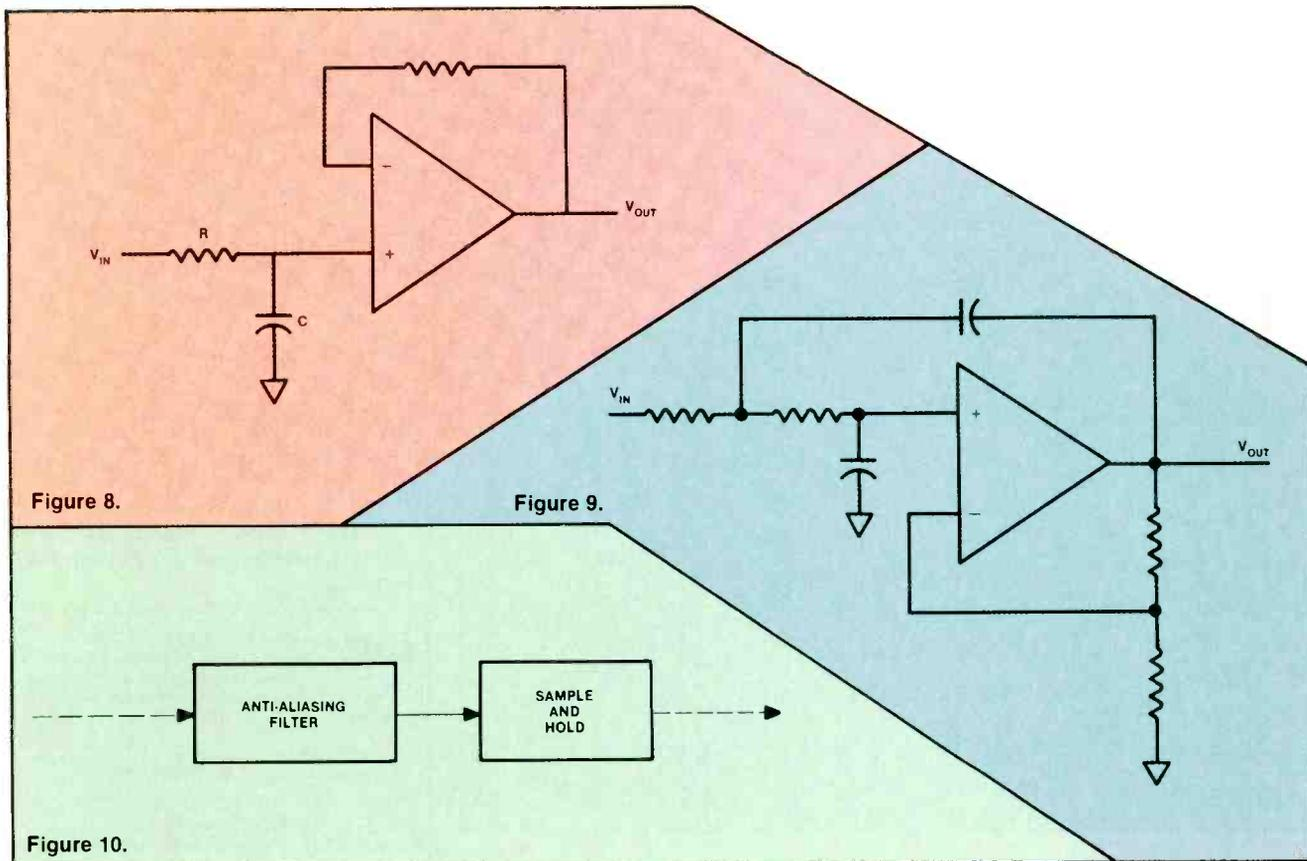 R
V_IN
C
−
+
V_OUT
Figure 8.
V_IN
+
−
V_OUT
Figure 9.
ANTI-ALIASING
FILTER
SAMPLE
AND
HOLD
Figure 10.